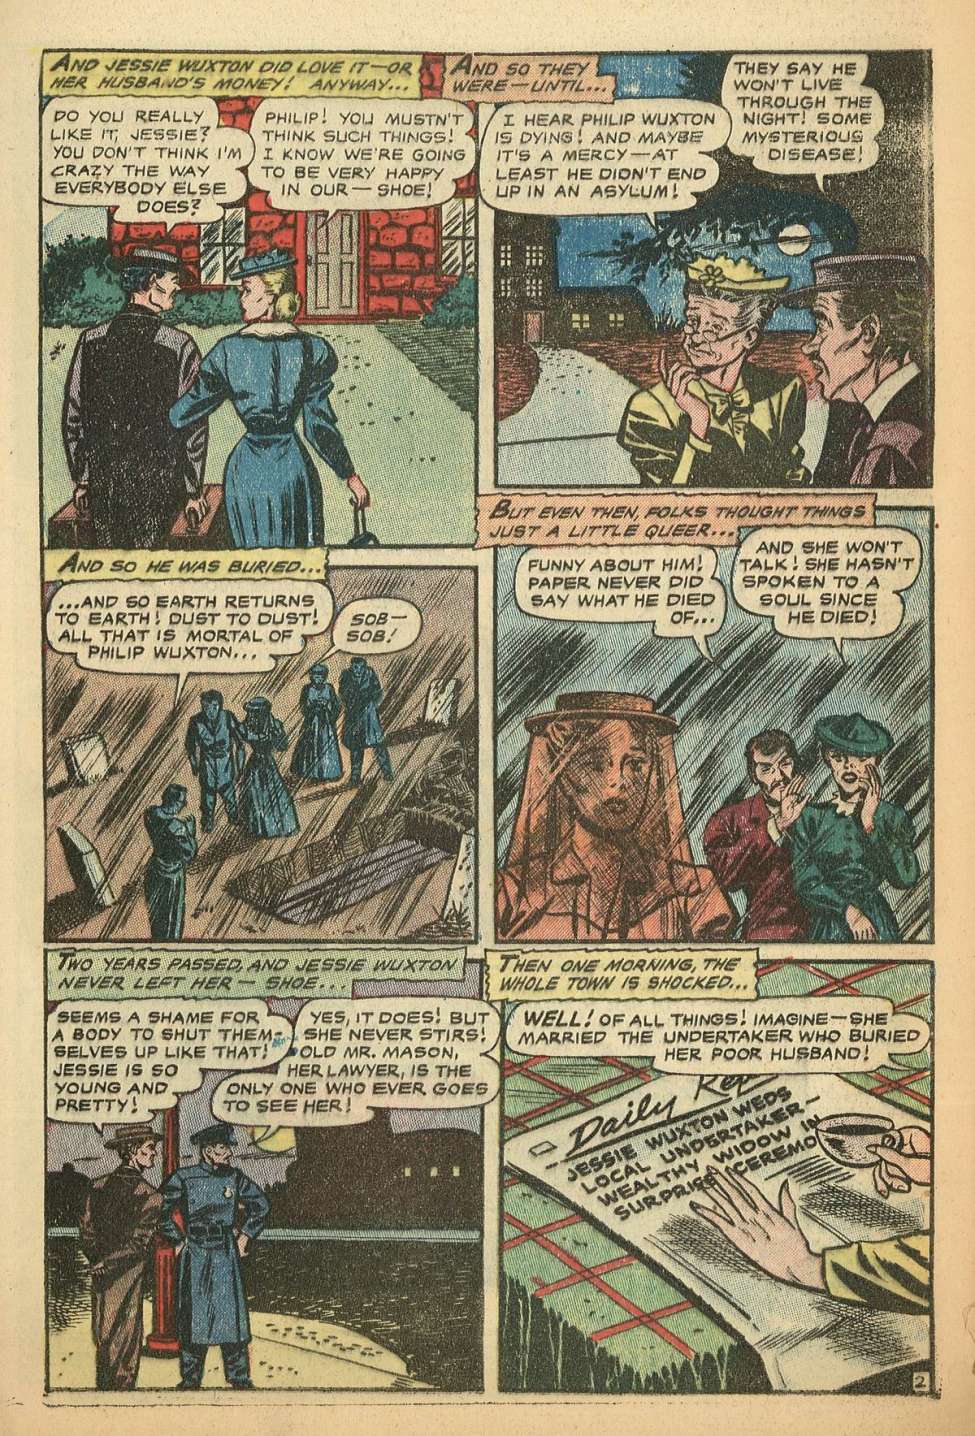 AND JESSIE WUXTON DID LOVE IT—OR
HER HUSBAND'S MONEY! ANYWAY...
DO YOU REALLY
LIKE IT, JESSIE?
YOU DON'T THINK I'M
CRAZY THE WAY
EVERYBODY ELSE
DOES?
PHILIP! YOU MUSTN'T
THINK SUCH THINGS!
I KNOW WE'RE GOING
TO BE VERY HAPPY
IN OUR—SHOE!
AND SO THEY
WERE—UNTIL...
I HEAR PHILIP WUXTON
IS DYING! AND MAYBE
IT'S A MERCY—AT
LEAST HE DIDN'T END
UP IN AN ASYLUM!
THEY SAY HE
WON'T LIVE
THROUGH THE
NIGHT! SOME
MYSTERIOUS
DISEASE!
AND SO HE WAS BURIED...
...AND SO EARTH RETURNS
TO EARTH! DUST TO DUST!
ALL THAT IS MORTAL OF
PHILIP WUXTON...
SOB—
SOB!
BUT EVEN THEN, FOLKS THOUGHT THINGS
JUST A LITTLE QUEER...
FUNNY ABOUT HIM!
PAPER NEVER DID
SAY WHAT HE DIED
OF...
AND SHE WON'T
TALK! SHE HASN'T
SPOKEN TO A
SOUL SINCE
HE DIED!
TWO YEARS PASSED, AND JESSIE WUXTON
NEVER LEFT HER— SHOE...
SEEMS A SHAME FOR
A BODY TO SHUT THEM-
SELVES UP LIKE THAT!
JESSIE IS SO
YOUNG AND
PRETTY!
YES, IT DOES! BUT
SHE NEVER STIRS!
OLD MR. MASON,
HER LAWYER, IS THE
ONLY ONE WHO EVER GOES
TO SEE HER!
THEN ONE MORNING, THE
WHOLE TOWN IS SHOCKED...
WELL! OF ALL THINGS! IMAGINE—SHE
MARRIED THE UNDERTAKER WHO BURIED
HER POOR HUSBAND!
Daily Rep
JESSIE WUXTON WEDS
LOCAL UNDERTAKER—
WEALTHY WIDOW IN
SURPRISE CEREMO
2